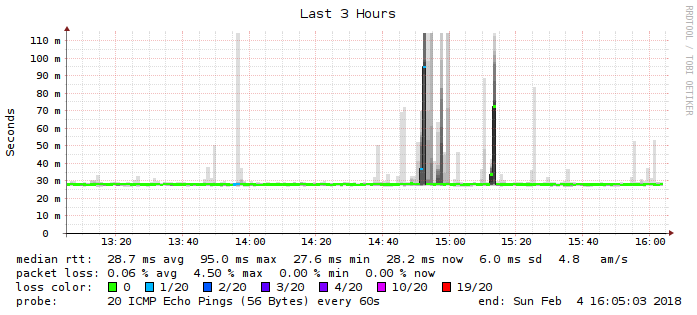 Last 3 Hours
RRDTOOL / TOBI OETIKER
Seconds
110 m
100 m
90 m
80 m
70 m
60 m
50 m
40 m
30 m
20 m
10 m
0
13:20 13:40 14:00 14:20 14:40 15:00 15:20 15:40 16:00
median rtt: 28.7 ms avg 95.0 ms max 27.6 ms min 28.2 ms now 6.0 ms sd 4.8 am/s
packet loss: 0.06 % avg 4.50 % max 0.00 % min 0.00 % now
loss color: 0 1/20 2/20 3/20 4/20 10/20 19/20
probe: 20 ICMP Echo Pings (56 Bytes) every 60s end: Sun Feb 4 16:05:03 2018